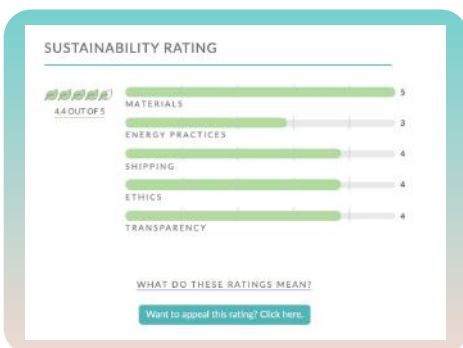 SUSTAINABILITY RATING
4.4 OUT OF 5
5
MATERIALS
3
ENERGY PRACTICES
4
SHIPPING
4
ETHICS
4
TRANSPARENCY
WHAT DO THESE RATINGS MEAN?
Want to appeal this rating? Click here.